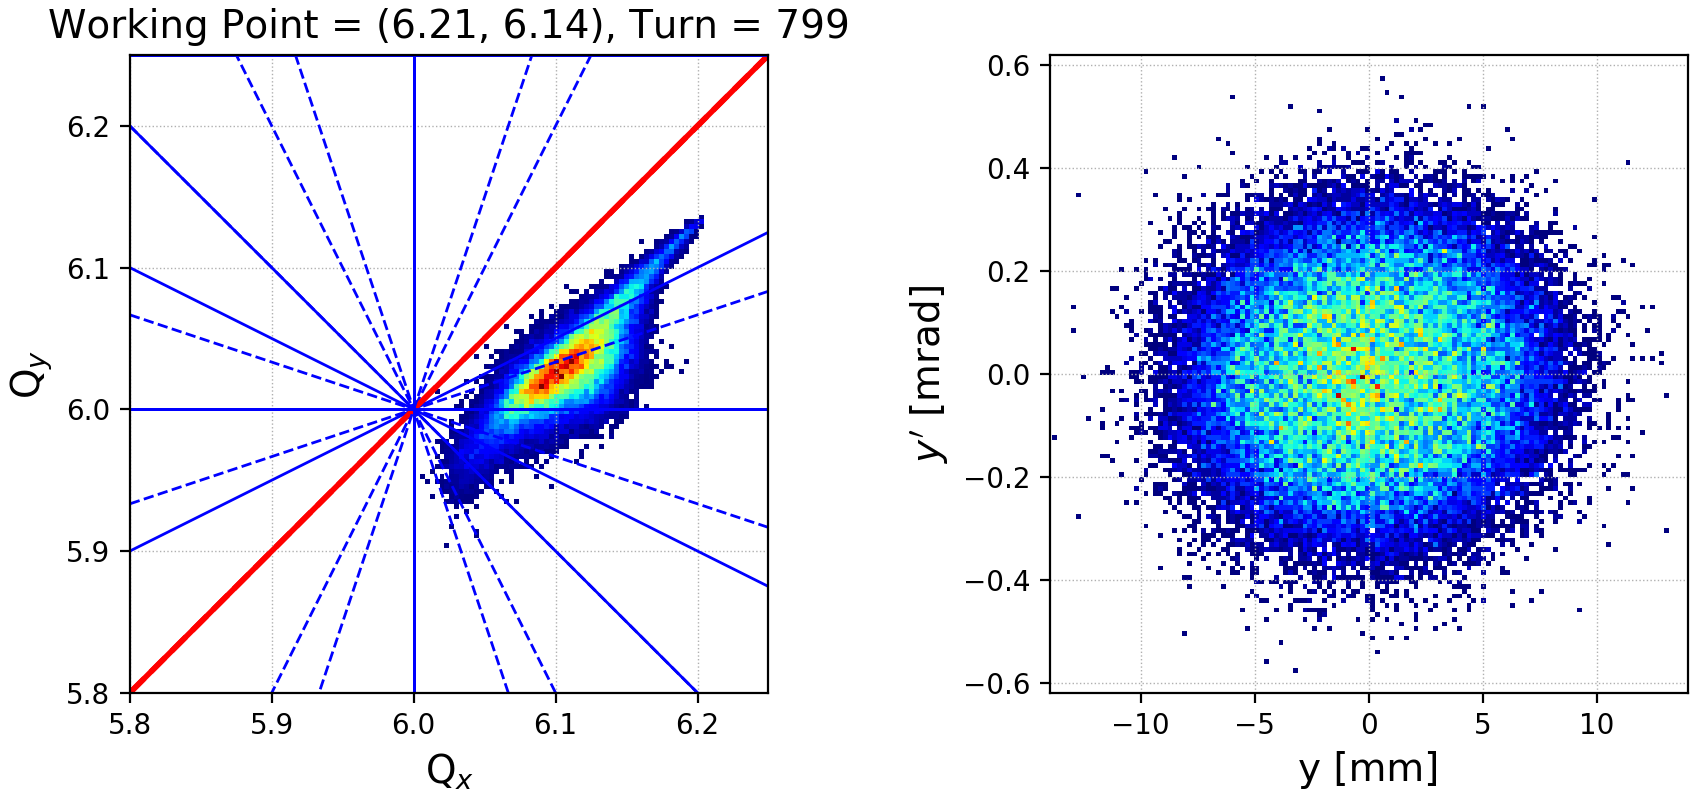 Working Point = (6.21, 6.14), Turn = 799
6.2
6.1
6.0
5.9
5.8
5.8 5.9 6.0 6.1 6.2
Qy
Qx
0.6
0.4
0.2
0.0
−0.2
−0.4
−0.6
−10 −5 0 5 10
y′ [mrad]
y [mm]